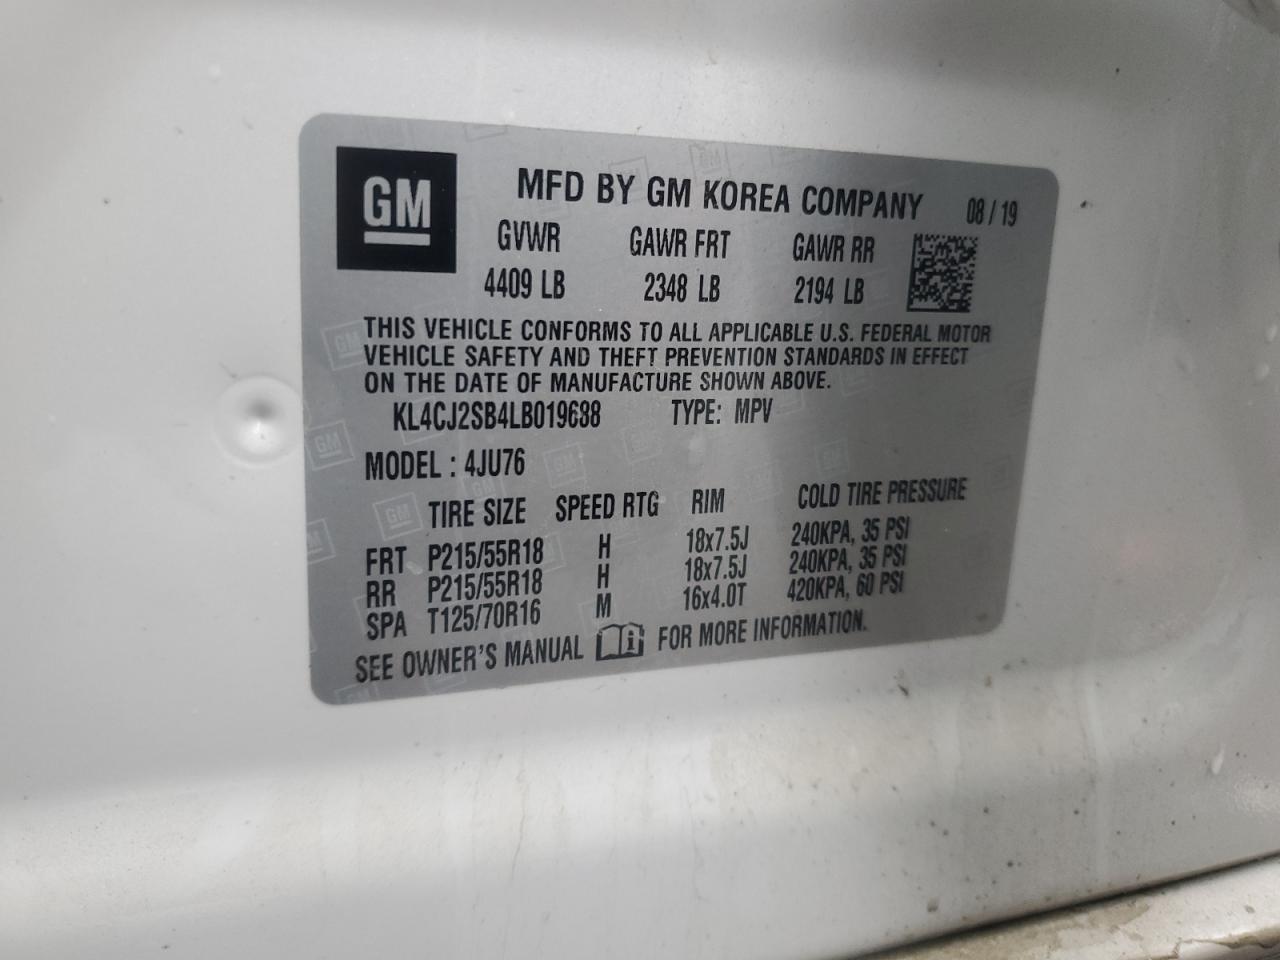 GM
MFD BY GM KOREA COMPANY 08 / 19
GVWR GAWR FRT GAWR RR
4409 LB 2348 LB 2194 LB
THIS VEHICLE CONFORMS TO ALL APPLICABLE U.S. FEDERAL MOTOR
VEHICLE SAFETY AND THEFT PREVENTION STANDARDS IN EFFECT
ON THE DATE OF MANUFACTURE SHOWN ABOVE.
KL4CJ2SB4LB019688 TYPE: MPV
MODEL : 4JU76
TIRE SIZE SPEED RTG RIM COLD TIRE PRESSURE
FRT P215/55R18 H 18x7.5J 240KPA, 35 PSI
RR P215/55R18 H 18x7.5J 240KPA, 35 PSI
SPA T125/70R16 M 16x4.0T 420KPA, 60 PSI
SEE OWNER'S MANUAL FOR MORE INFORMATION.